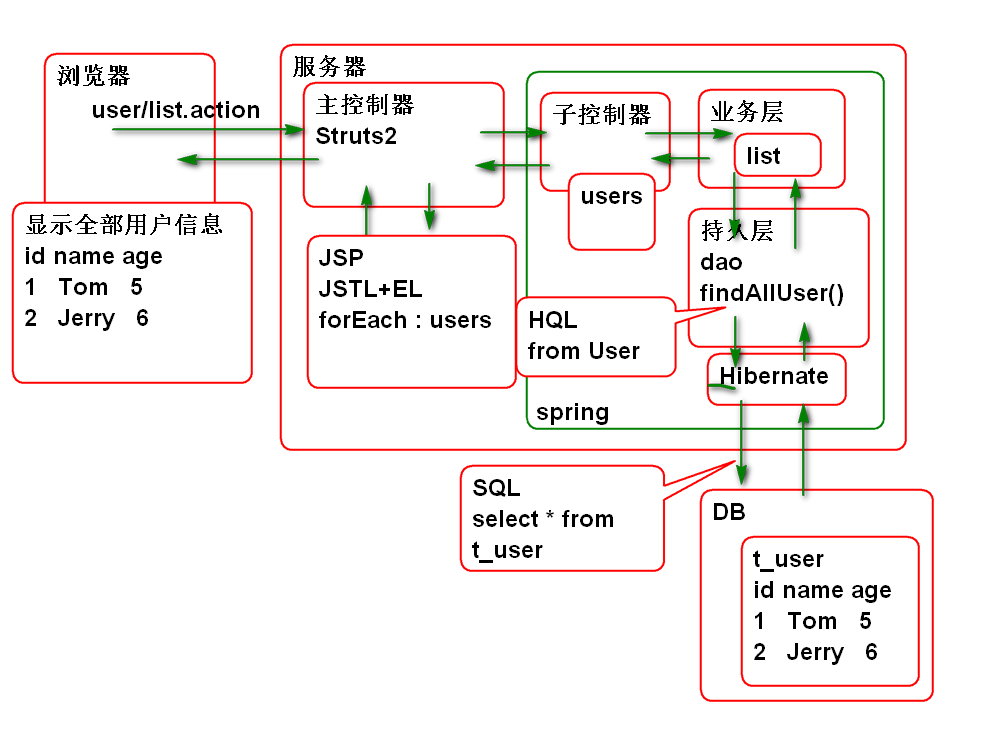 浏览器
user/list.action
显示全部用户信息
id name age
1 Tom 5
2 Jerry 6
服务器
主控制器
Struts2
JSP
JSTL+EL
forEach : users
子控制器
users
业务层
list
持久层
dao
findAllUser()
HQL
from User
Hibernate
spring
SQL
select * from
t_user
DB
t_user
id name age
1 Tom 5
2 Jerry 6